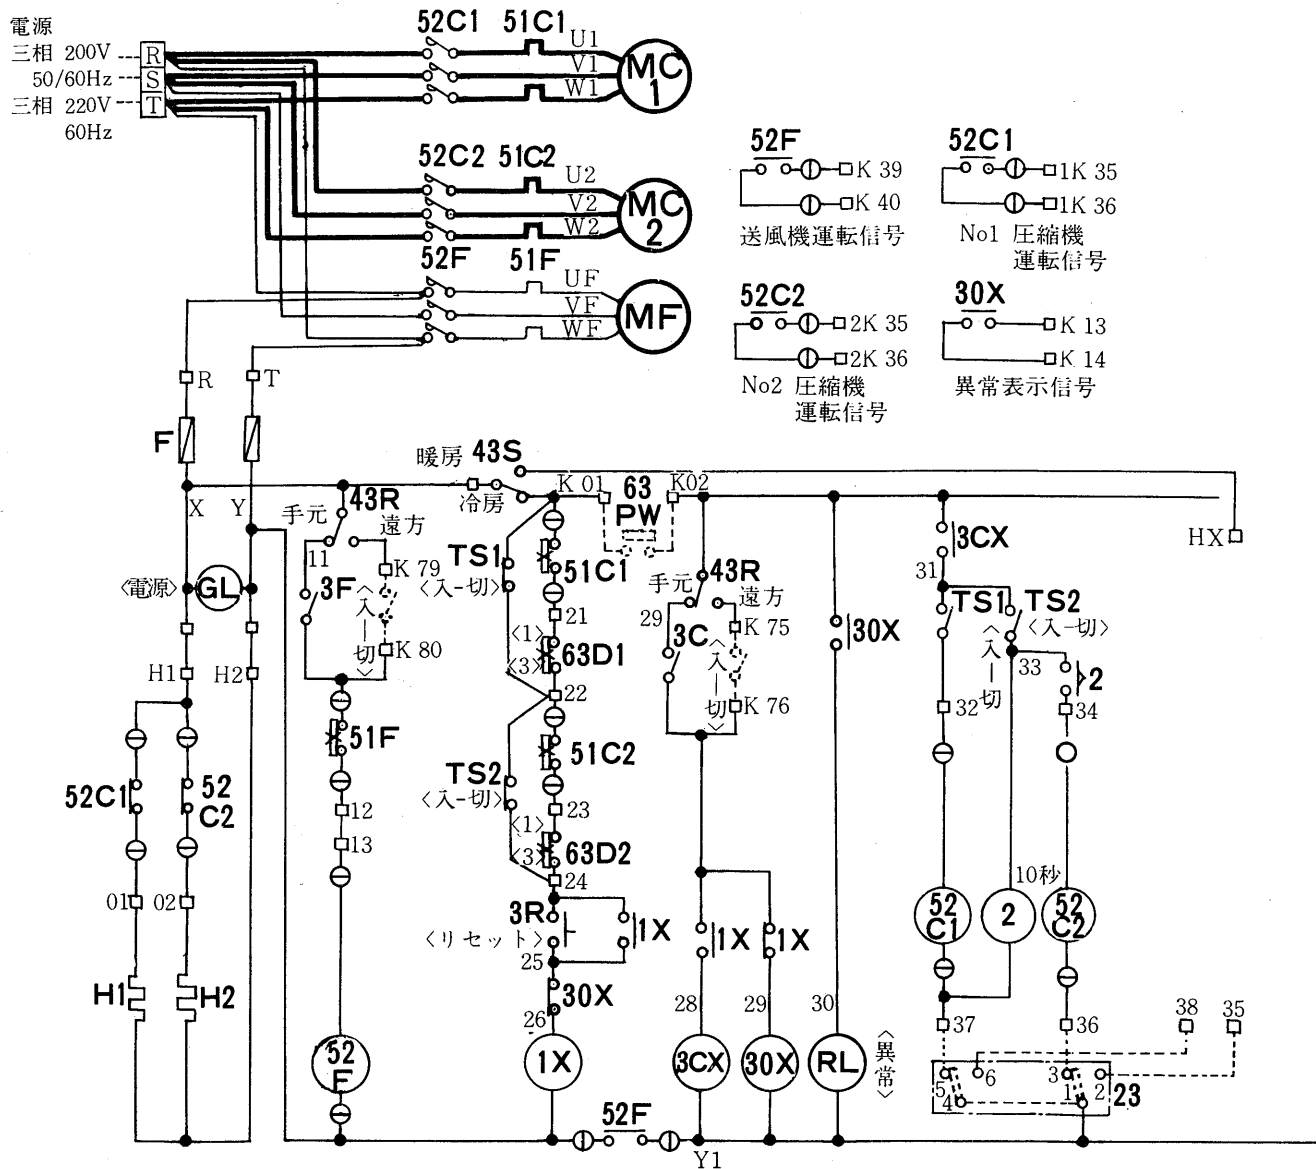 電源
三相 200V
50/60Hz
三相 220V
60Hz
R
S
T
52C1
51C1
U1
V1
W1
MC
1
52C2
51C2
U2
V2
W2
MC
2
52F
51F
UF
VF
WF
MF
52F
K 39
K 40
送風機運転信号
52C1
1K 35
1K 36
No1 圧縮機
運転信号
52C2
2K 35
2K 36
No2 圧縮機
運転信号
30X
K 13
K 14
異常表示信号
R
T
F
X
Y
〈電源〉
GL
H1
H2
52C1
52
C2
01
02
H1
H2
手元
43R
遠方
11
3F
K 79
〈入―切〉
K 80
51F
12
13
52
F
暖房
43S
冷房
K 01
63
PW
K02
HX
TS1
〈入-切〉
51C1
21
〈1〉
〈3〉
63D1
22
51C2
TS2
〈入-切〉
23
〈1〉
〈3〉
63D2
24
3R
〈リセット〉
1X
25
30X
26
1X
手元
43R
遠方
29
3C
K 75
〈入―切〉
K 76
1X
1X
28
29
3CX
30X
30X
30
RL
〈異常〉
3CX
31
TS1
〈入―切
TS2
〈入-切〉
33
2
32
34
10秒
52
C1
2
52
C2
37
36
38
35
5
6
4
3
1
2
23
52F
Y1